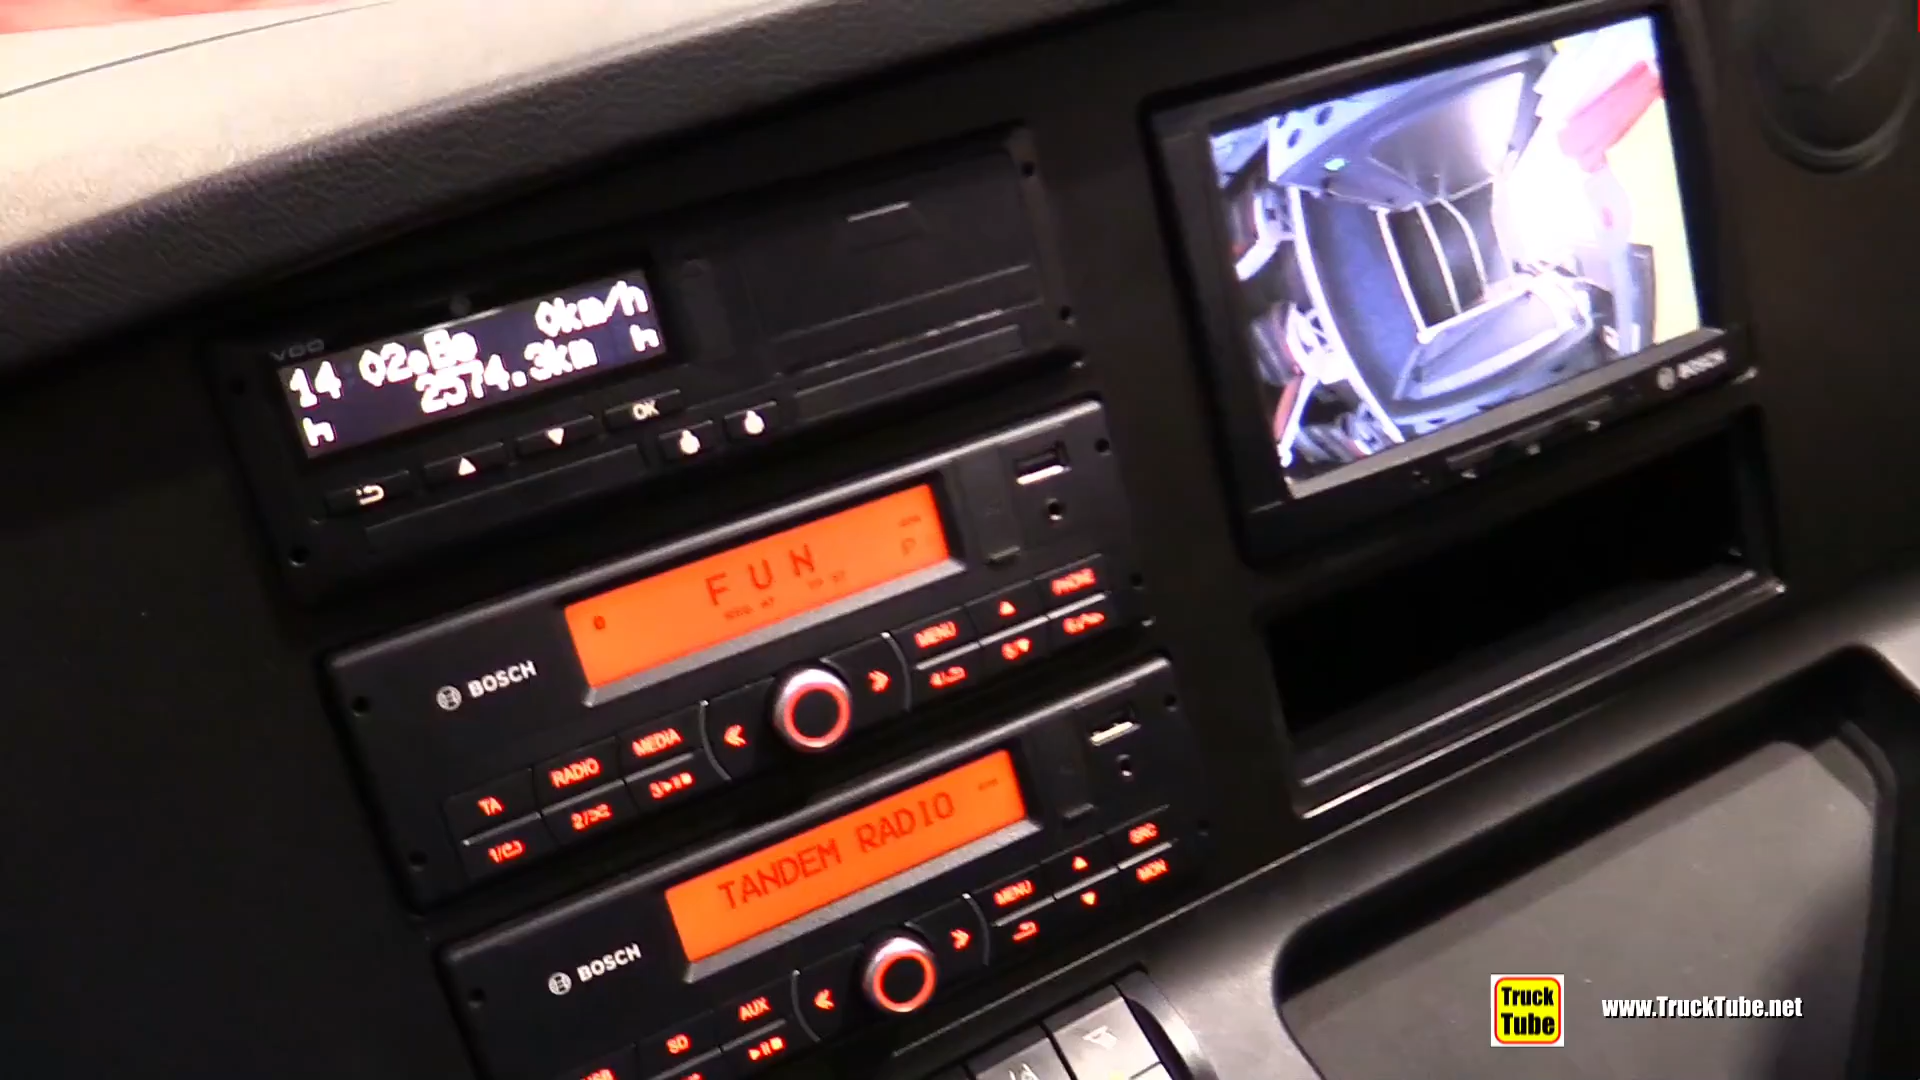 VDO
14 02 0km/h
2574.3km h
h
OK
FUN
BOSCH
MENU
PHONE
MEDIA
RADIO
TA
TANDEM RADIO
BOSCH
MENU
SRC
MON
AUX
SD
BOSCH
Truck
Tube
www.TruckTube.net